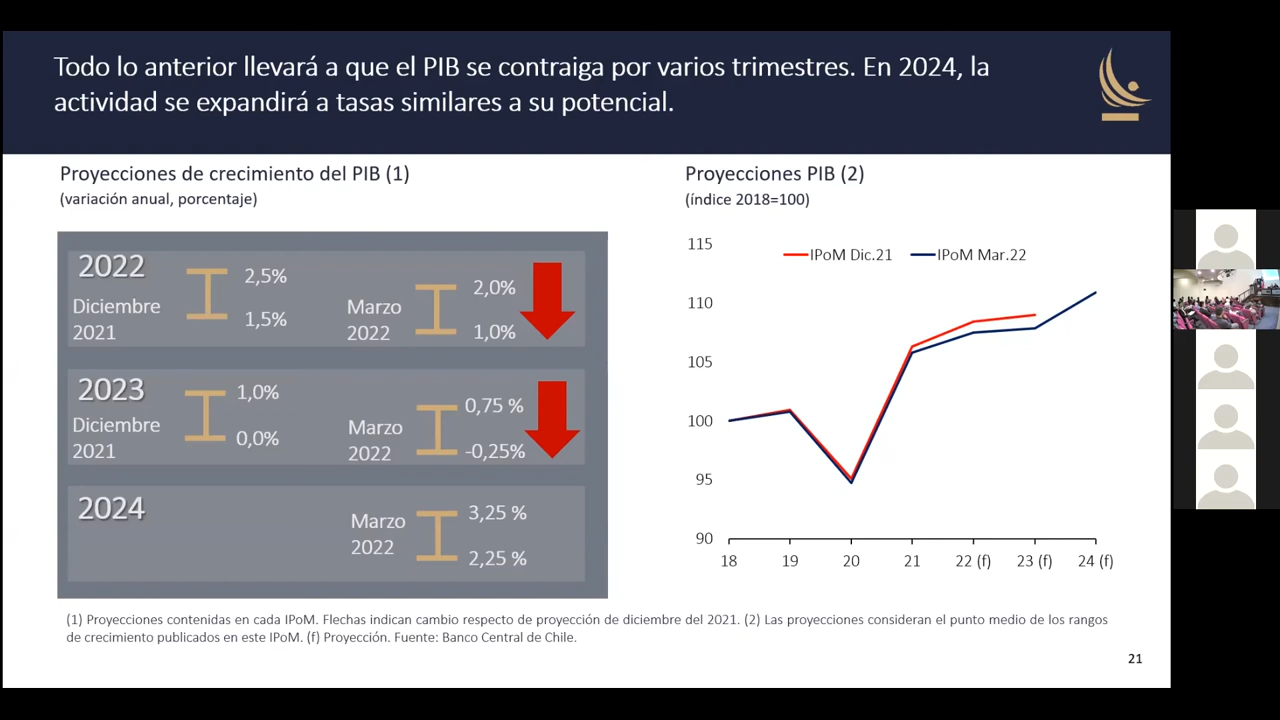 Todo lo anterior llevará a que el PIB se contraiga por varios trimestres. En 2024, la
actividad se expandirá a tasas similares a su potencial.
Proyecciones de crecimiento del PIB (1)
(variación anual, porcentaje)
2022
Diciembre
2021
2,5%
1,5%
Marzo
2022
2,0%
1,0%
2023
Diciembre
2021
1,0%
0,0%
Marzo
2022
0,75 %
-0,25%
2024
Marzo
2022
3,25 %
2,25 %
Proyecciones PIB (2)
(índice 2018=100)
IPoM Dic.21
IPoM Mar.22
115
110
105
100
95
90
18 19 20 21 22 (f) 23 (f) 24 (f)
(1) Proyecciones contenidas en cada IPoM. Flechas indican cambio respecto de proyección de diciembre del 2021. (2) Las proyecciones consideran el punto medio de los rangos
de crecimiento publicados en este IPoM. (f) Proyección. Fuente: Banco Central de Chile.
21